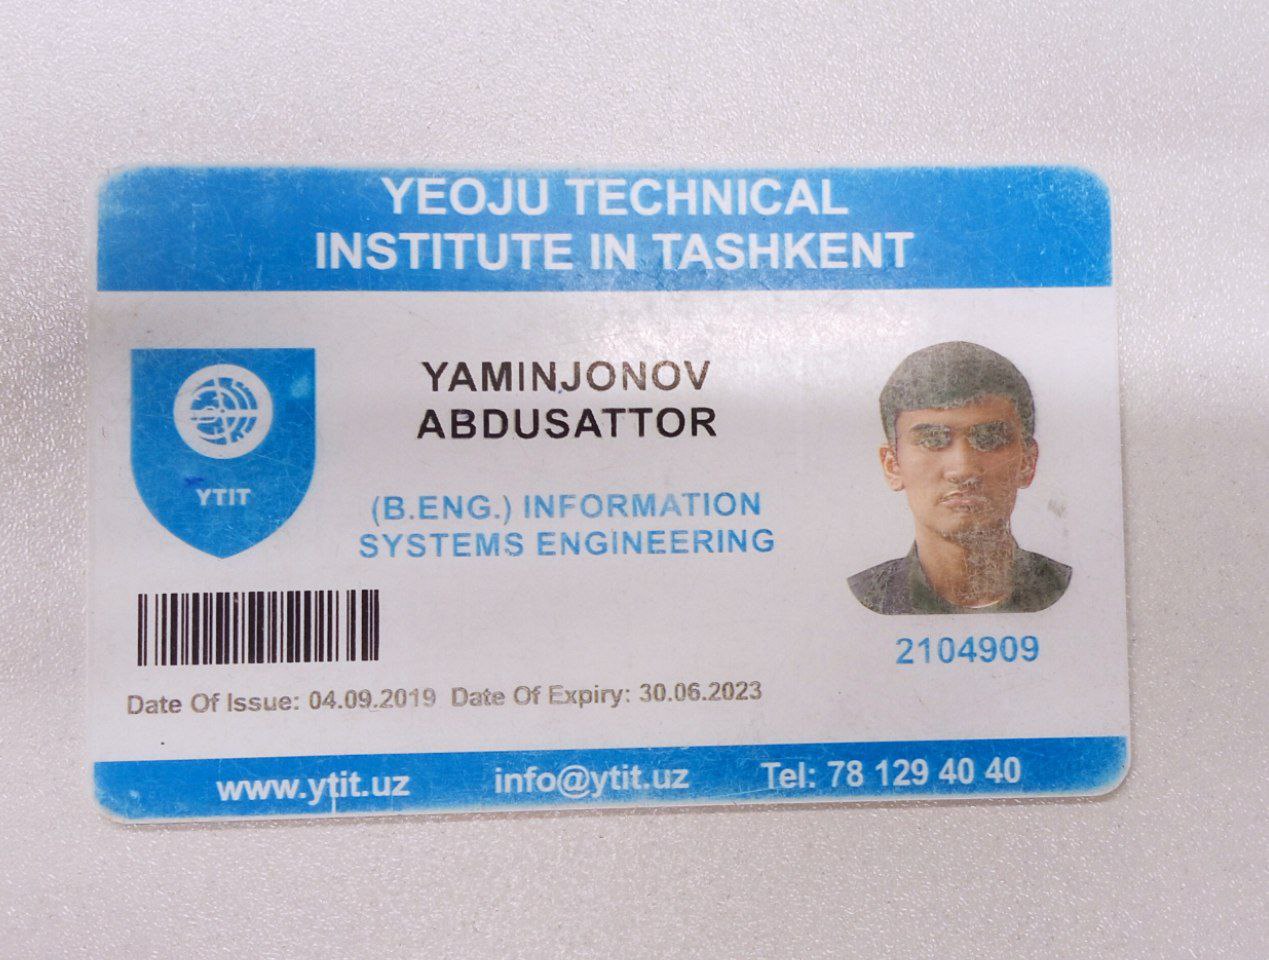 YEOJU TECHNICAL
INSTITUTE IN TASHKENT
YTIT
YAMINJONOV
ABDUSATTOR
(B.ENG.) INFORMATION
SYSTEMS ENGINEERING
2104909
Date Of Issue: 04.09.2019 Date Of Expiry: 30.06.2023
www.ytit.uz info@ytit.uz Tel: 78 129 40 40